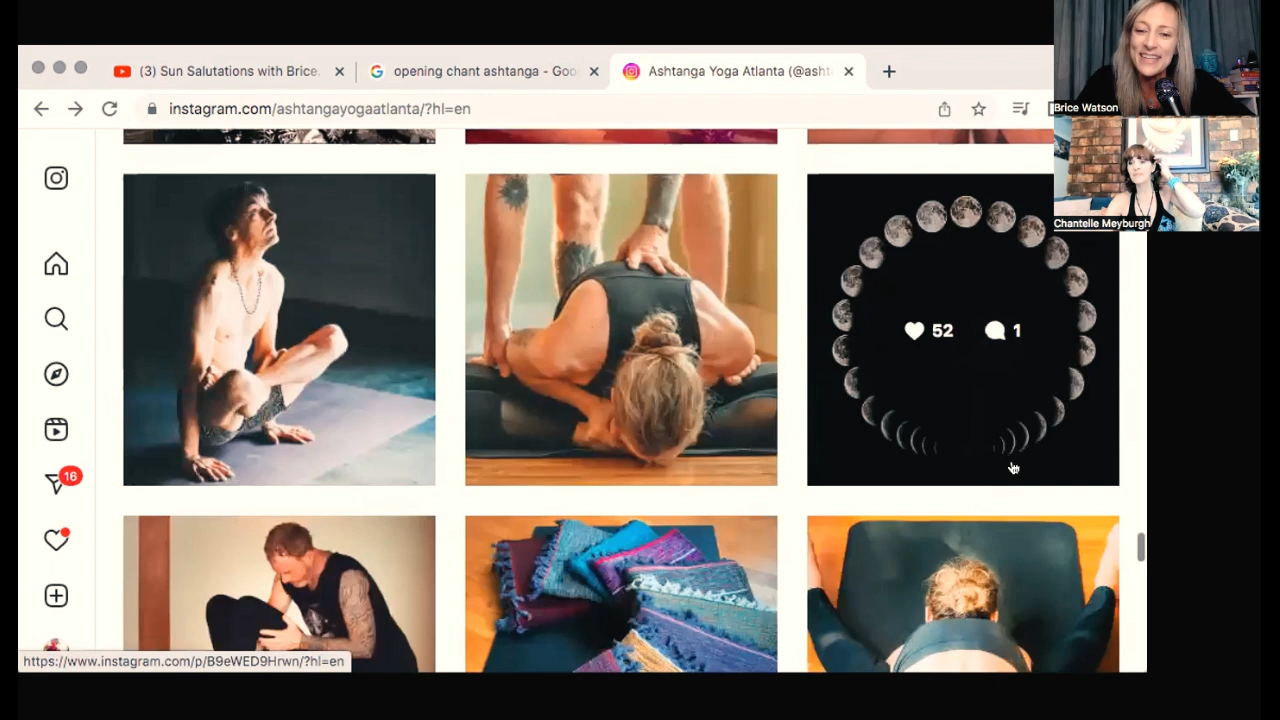 (3) Sun Salutations with Brice.
opening chant ashtanga - Goo
Ashtanga Yoga Atlanta (@asht
instagram.com/ashtangayogaatlanta/?hl=en
Brice Watson
Chantelle Meyburgh
52
1
16
https://www.instagram.com/p/B9eWED9Hrwn/?hl=en